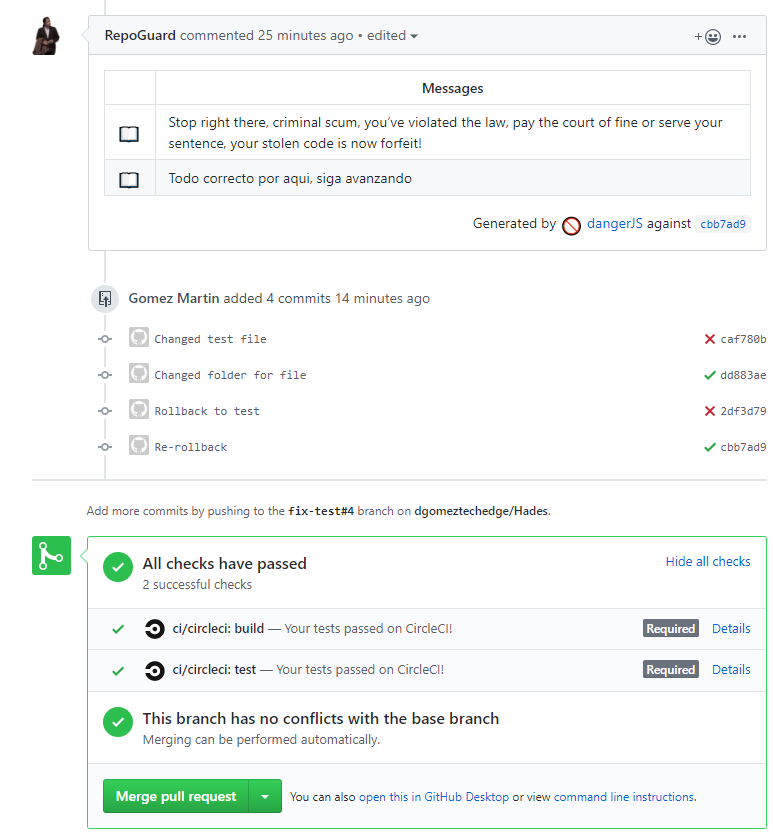 RepoGuard commented 25 minutes ago • edited
Messages
Stop right there, criminal scum, you’ve violated the law, pay the court of fine or serve your
sentence, your stolen code is now forfeit!
Todo correcto por aqui, siga avanzando
Generated by dangerJS against cbb7ad9
Gomez Martin added 4 commits 14 minutes ago
Changed test file caf780b
Changed folder for file dd883ae
Rollback to test 2df3d79
Re-rollback cbb7ad9
Add more commits by pushing to the fix-test#4 branch on dgomeztechedge/Hades.
All checks have passed Hide all checks
2 successful checks
ci/circleci: build — Your tests passed on CircleCI! Required Details
ci/circleci: test — Your tests passed on CircleCI! Required Details
This branch has no conflicts with the base branch
Merging can be performed automatically.
Merge pull request You can also open this in GitHub Desktop or view command line instructions.